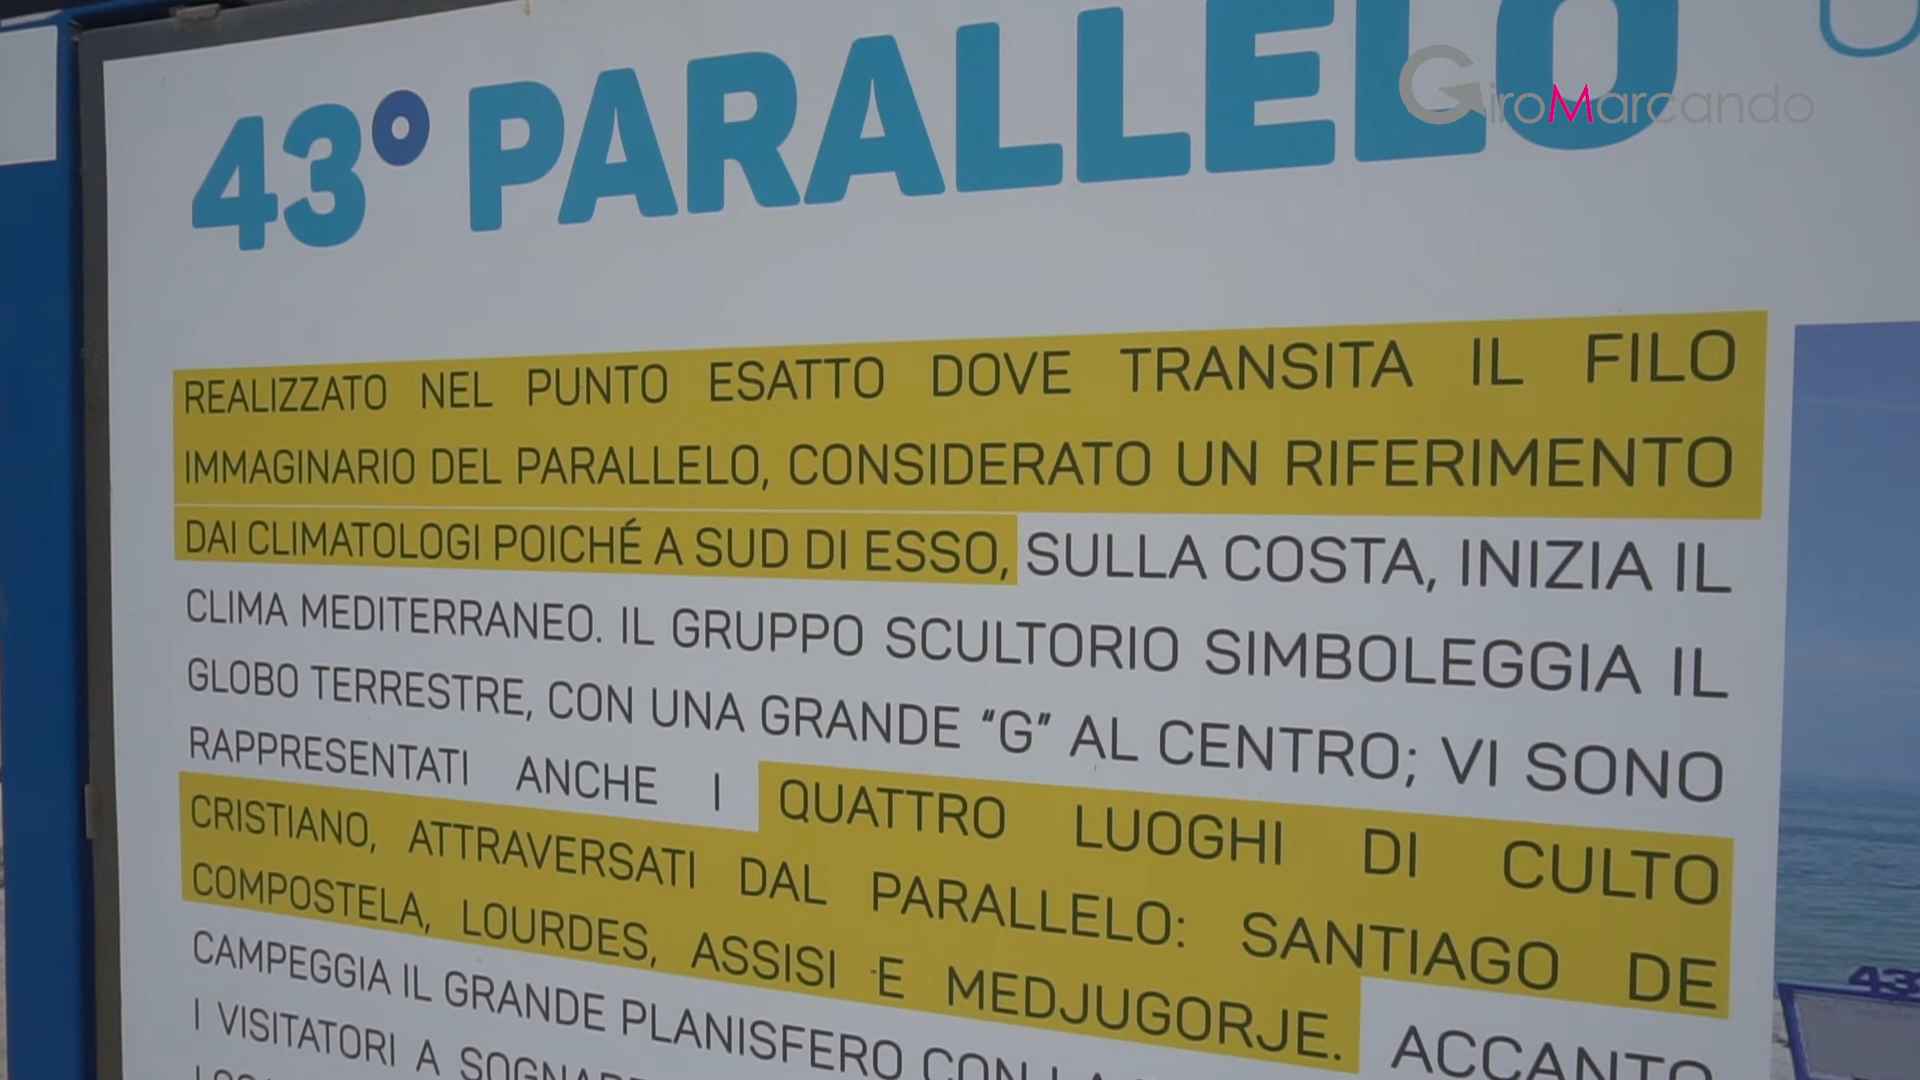 43° PARALLELO
GiroMarcando
REALIZZATO NEL PUNTO ESATTO DOVE TRANSITA IL FILO
IMMAGINARIO DEL PARALLELO, CONSIDERATO UN RIFERIMENTO
DAI CLIMATOLOGI POICHÉ A SUD DI ESSO, SULLA COSTA, INIZIA IL
CLIMA MEDITERRANEO. IL GRUPPO SCULTORIO SIMBOLEGGIA IL
GLOBO TERRESTRE, CON UNA GRANDE "G" AL CENTRO; VI SONO
RAPPRESENTATI ANCHE I QUATTRO LUOGHI DI CULTO
CRISTIANO, ATTRAVERSATI DAL PARALLELO: SANTIAGO DE
COMPOSTELA, LOURDES, ASSISI E MEDJUGORJE. ACCANTO
CAMPEGGIA IL GRANDE PLANISFERO CON LA
I VISITATORI A
43°